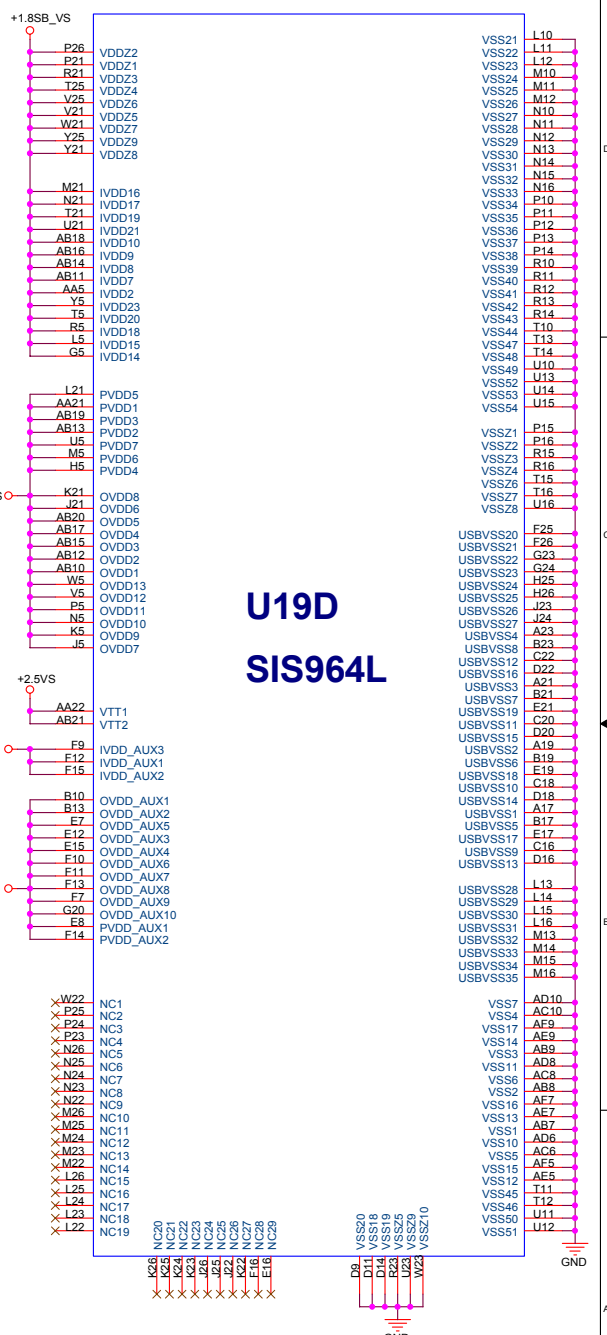 +1.8SB_VS
P26 VDDZ2
P21 VDDZ1
R21 VDDZ3
T25 VDDZ4
V25 VDDZ6
V21 VDDZ5
W21 VDDZ7
Y25 VDDZ9
Y21 VDDZ8
M21 IVDD16
N21 IVDD17
T21 IVDD19
U21 IVDD21
AB18 IVDD10
AB16 IVDD9
AB14 IVDD8
AB11 IVDD7
AA5 IVDD2
Y5 IVDD23
T5 IVDD20
R5 IVDD18
L5 IVDD15
G5 IVDD14
L21 PVDD5
AA21 PVDD1
AB19 PVDD3
AB13 PVDD2
U5 PVDD7
M5 PVDD6
H5 PVDD4
K21 OVDD8
J21 OVDD6
AB20 OVDD5
AB17 OVDD4
AB15 OVDD3
AB12 OVDD2
AB10 OVDD1
W5 OVDD13
V5 OVDD12
P5 OVDD11
N5 OVDD10
K5 OVDD9
J5 OVDD7
+2.5VS
AA22 VTT1
AB21 VTT2
F9 IVDD_AUX3
F12 IVDD_AUX1
F15 IVDD_AUX2
B10 OVDD_AUX1
B13 OVDD_AUX2
E7 OVDD_AUX5
E12 OVDD_AUX3
E15 OVDD_AUX4
F10 OVDD_AUX6
F11 OVDD_AUX7
F13 OVDD_AUX8
F7 OVDD_AUX9
G20 OVDD_AUX10
E8 PVDD_AUX1
F14 PVDD_AUX2
W22 NC1
P25 NC2
P24 NC3
P23 NC4
N26 NC5
N25 NC6
N24 NC7
N23 NC8
N22 NC9
M26 NC10
M25 NC11
M24 NC12
M23 NC13
M22 NC14
L26 NC15
L25 NC16
L24 NC17
L23 NC18
L22 NC19
U19D
SIS964L
VSS21 L10
VSS22 L11
VSS23 L12
VSS24 M10
VSS25 M11
VSS26 M12
VSS27 N10
VSS28 N11
VSS29 N12
VSS30 N13
VSS31 N14
VSS32 N15
VSS33 N16
VSS34 P10
VSS35 P11
VSS36 P12
VSS37 P13
VSS38 P14
VSS39 R10
VSS40 R11
VSS41 R12
VSS42 R13
VSS43 R14
VSS44 T10
VSS47 T13
VSS48 T14
VSS49 U10
VSS52 U13
VSS53 U14
VSS54 U15
VSSZ1 P15
VSSZ2 P16
VSSZ3 R15
VSSZ4 R16
VSSZ6 T15
VSSZ7 T16
VSSZ8 U16
USBVSS20 F25
USBVSS21 F26
USBVSS22 G23
USBVSS23 G24
USBVSS24 H25
USBVSS25 H26
USBVSS26 J23
USBVSS27 J24
USBVSS4 A23
USBVSS8 B23
USBVSS12 C22
USBVSS16 D22
USBVSS3 A21
USBVSS7 B21
USBVSS19 E21
USBVSS11 C20
USBVSS15 D20
USBVSS2 A19
USBVSS6 B19
USBVSS18 E19
USBVSS10 C18
USBVSS14 D18
USBVSS1 A17
USBVSS5 B17
USBVSS17 E17
USBVSS9 C16
USBVSS13 D16
USBVSS28 L13
USBVSS29 L14
USBVSS30 L15
USBVSS31 L16
USBVSS32 M13
USBVSS33 M14
USBVSS34 M15
USBVSS35 M16
VSS7 AD10
VSS4 AC10
VSS17 AF9
VSS14 AE9
VSS3 AB9
VSS11 AD8
VSS6 AC8
VSS2 AB8
VSS16 AF7
VSS13 AE7
VSS1 AB7
VSS10 AD6
VSS5 AC6
VSS15 AF5
VSS12 AE5
VSS45 T11
VSS46 T12
VSS50 U11
VSS51 U12
GND
NC20 K26
NC21 K25
NC22 K24
NC23 K23
NC24 J26
NC25 J25
NC26 J22
NC27 K22
NC28 F16
NC29 E16
VSS20 D9
VSS18 D11
VSS19 D14
VSSZ5 R23
VSSZ9 U23
VSSZ10 W23
GND
D
C
B
A